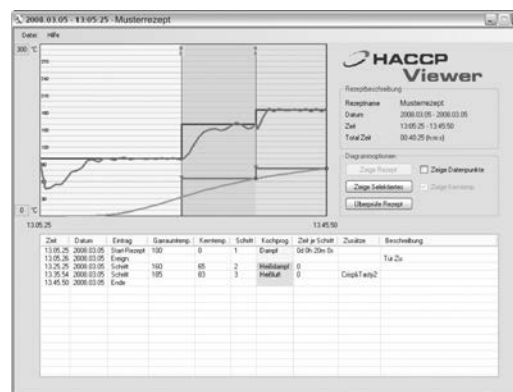 2008.03.05 - 13:05:25 - Musterrezept
Datei Hilfe
300 °C
0 °C
13.05.25 13.45.50
HACCP
Viewer
Rezeptbeschreibung
Rezeptname Musterrezept
Datum 2008.03.05 - 2008.03.05
Zeit 13:05:25 - 13:45:50
Total Zeit 00:40:25 (h:m:s)
Diagrammoptionen
Zeige Rezept Zeige Datenpunkte
Zeige Selektiertes Zeige Kerntemp.
Überprüfe Rezept
Zeit Datum Eintrag Garraumtemp. Kerntemp. Schritt Kochprog. Zeit je Schritt Zusätze Beschreibung
13.05.25 2008.03.05 Start Rezept 100 0 1 Dampf 0d 0h 20m 0s
13.05.26 2008.03.05 Ereign Tür Zu
13.25.25 2008.03.05 Schritt 160 65 2 Heißdampf 0
13.35.54 2008.03.05 Schritt 185 83 3 Heißluft 0 Crisp&Tasty2
13.45.50 2008.03.05 Ende